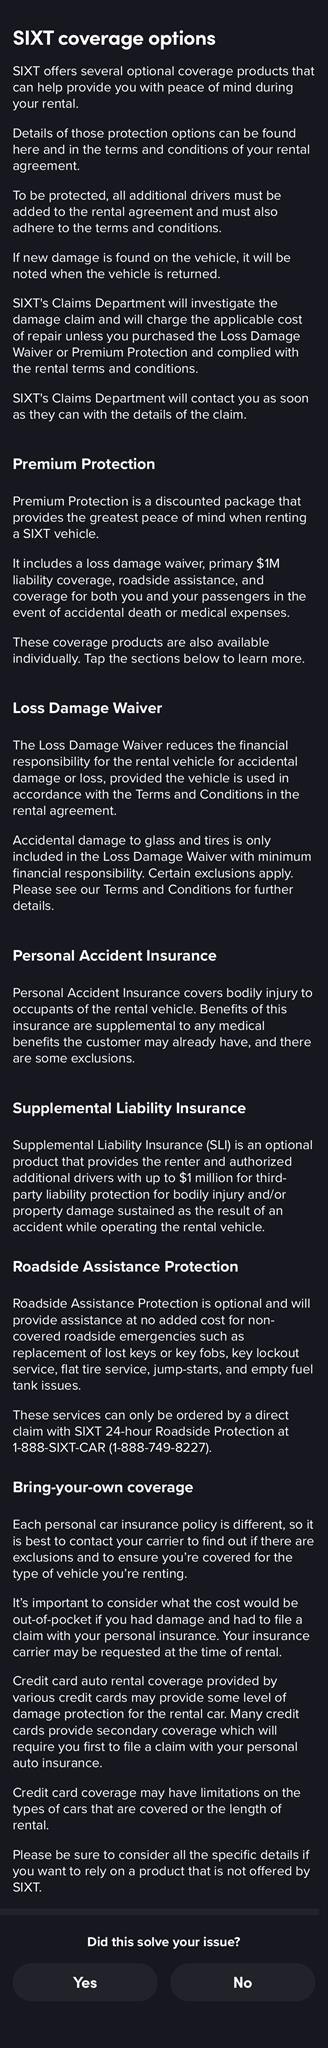 SIXT coverage options
SIXT offers several optional coverage products that
can help provide you with peace of mind during
your rental.
Details of those protection options can be found
here and in the terms and conditions of your rental
agreement.
To be protected, all additional drivers must be
added to the rental agreement and must also
adhere to the terms and conditions.
If new damage is found on the vehicle, it will be
noted when the vehicle is returned.
SIXT's Claims Department will investigate the
damage claim and will charge the applicable cost
of repair unless you purchased the Loss Damage
Waiver or Premium Protection and complied with
the rental terms and conditions.
SIXT's Claims Department will contact you as soon
as they can with the details of the claim.
Premium Protection
Premium Protection is a discounted package that
provides the greatest peace of mind when renting
a SIXT vehicle.
It includes a loss damage waiver, primary $1M
liability coverage, roadside assistance, and
coverage for both you and your passengers in the
event of accidental death or medical expenses.
These coverage products are also available
individually. Tap the sections below to learn more.
Loss Damage Waiver
The Loss Damage Waiver reduces the financial
responsibility for the rental vehicle for accidental
damage or loss, provided the vehicle is used in
accordance with the Terms and Conditions in the
rental agreement.
Accidental damage to glass and tires is only
included in the Loss Damage Waiver with minimum
financial responsibility. Certain exclusions apply.
Please see our Terms and Conditions for further
details.
Personal Accident Insurance
Personal Accident Insurance covers bodily injury to
occupants of the rental vehicle. Benefits of this
insurance are supplemental to any medical
benefits the customer may already have, and there
are some exclusions.
Supplemental Liability Insurance
Supplemental Liability Insurance (SLI) is an optional
product that provides the renter and authorized
additional drivers with up to $1 million for third-
party liability protection for bodily injury and/or
property damage sustained as the result of an
accident while operating the rental vehicle.
Roadside Assistance Protection
Roadside Assistance Protection is optional and will
provide assistance at no added cost for non-
covered roadside emergencies such as
replacement of lost keys or key fobs, key lockout
service, flat tire service, jump-starts, and empty fuel
tank issues.
These services can only be ordered by a direct
claim with SIXT 24-hour Roadside Protection at
1-888-SIXT-CAR (1-888-749-8227).
Bring-your-own coverage
Each personal car insurance policy is different, so it
is best to contact your carrier to find out if there are
exclusions and to ensure you're covered for the
type of vehicle you're renting.
It's important to consider what the cost would be
out-of-pocket if you had damage and had to file a
claim with your personal insurance. Your insurance
carrier may be requested at the time of rental.
Credit card auto rental coverage provided by
various credit cards may provide some level of
damage protection for the rental car. Many credit
cards provide secondary coverage which will
require you first to file a claim with your personal
auto insurance.
Credit card coverage may have limitations on the
types of cars that are covered or the length of
rental.
Please be sure to consider all the specific details if
you want to rely on a product that is not offered by
SIXT.
Did this solve your issue?
Yes No